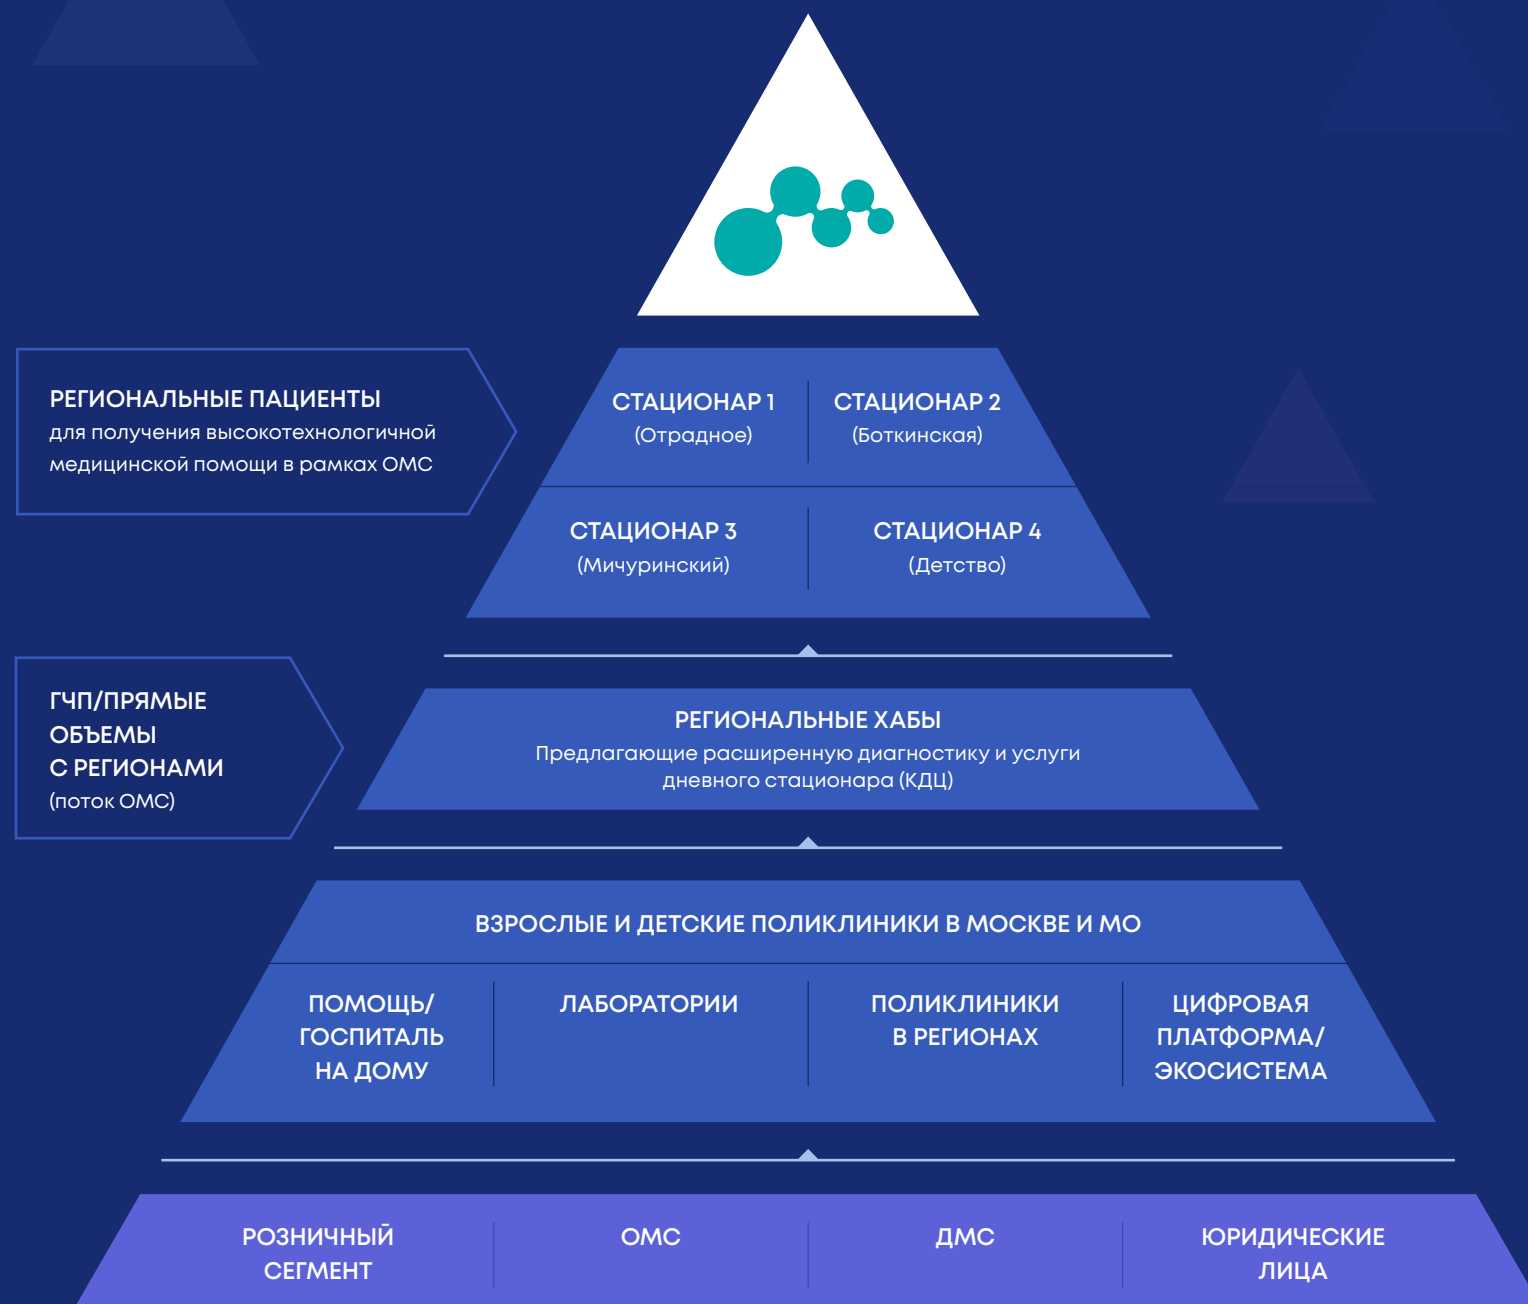 РЕГИОНАЛЬНЫЕ ПАЦИЕНТЫ
для получения высокотехнологичной
медицинской помощи в рамках ОМС
СТАЦИОНАР 1
(Отрадное)
СТАЦИОНАР 2
(Боткинская)
СТАЦИОНАР 3
(Мичуринский)
СТАЦИОНАР 4
(Детство)
ГЧП/ПРЯМЫЕ
ОБЪЕМЫ
С РЕГИОНАМИ
(поток ОМС)
РЕГИОНАЛЬНЫЕ ХАБЫ
Предлагающие расширенную диагностику и услуги
дневного стационара (КДЦ)
ВЗРОСЛЫЕ И ДЕТСКИЕ ПОЛИКЛИНИКИ В МОСКВЕ И МО
ПОМОЩЬ/
ГОСПИТАЛЬ
НА ДОМУ
ЛАБОРАТОРИИ
ПОЛИКЛИНИКИ
В РЕГИОНАХ
ЦИФРОВАЯ
ПЛАТФОРМА/
ЭКОСИСТЕМА
РОЗНИЧНЫЙ
СЕГМЕНТ
ОМС
ДМС
ЮРИДИЧЕСКИЕ
ЛИЦА